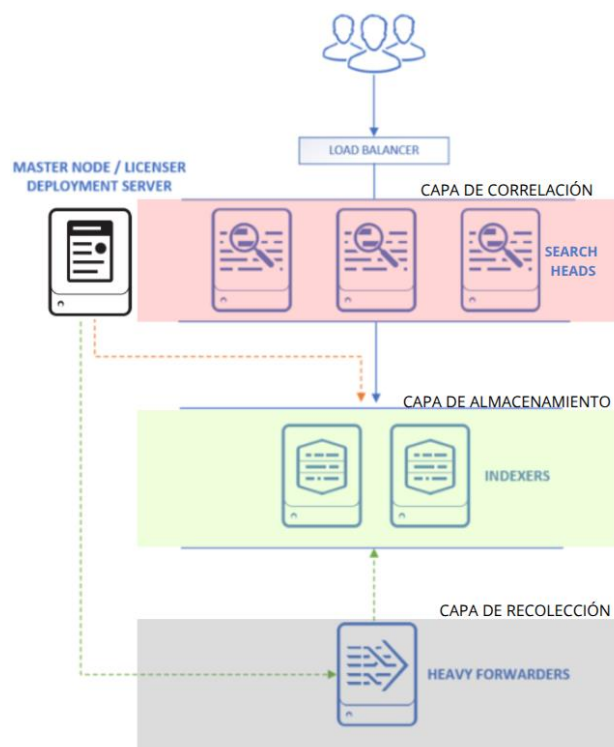 LOAD BALANCER
MASTER NODE / LICENSER
DEPLOYMENT SERVER
CAPA DE CORRELACIÓN
SEARCH
HEADS
CAPA DE ALMACENAMIENTO
INDEXERS
CAPA DE RECOLECCIÓN
HEAVY FORWARDERS